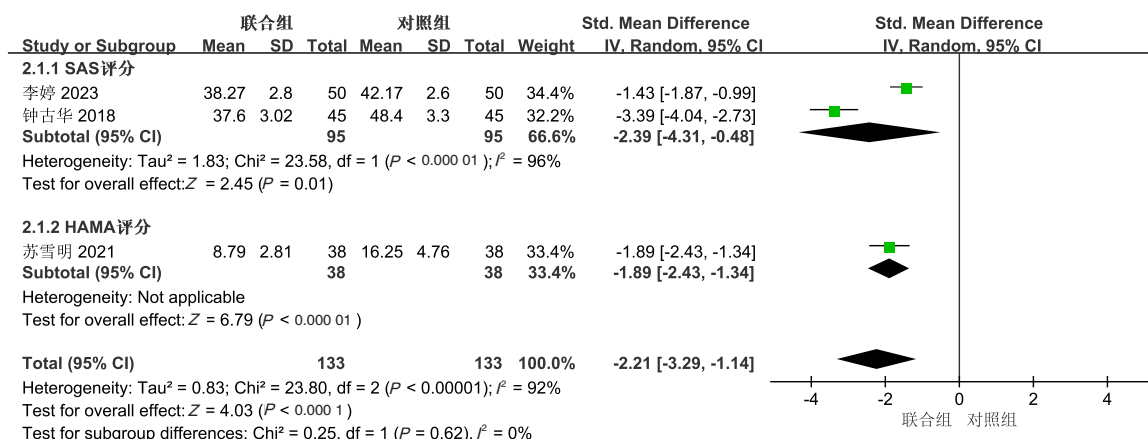 联合组 对照组 Std. Mean Difference Std. Mean Difference
Study or Subgroup Mean SD Total Mean SD Total Weight IV, Random, 95% CI IV, Random, 95% CI
2.1.1 SAS评分
李婷 2023 38.27 2.8 50 42.17 2.6 50 34.4% -1.43 [-1.87, -0.99]
钟古华 2018 37.6 3.02 45 48.4 3.3 45 32.2% -3.39 [-4.04, -2.73]
Subtotal (95% CI) 95 95 66.6% -2.39 [-4.31, -0.48]
Heterogeneity: Tau² = 1.83; Chi² = 23.58, df = 1 (P < 0.000 01 ); I² = 96%
Test for overall effect:Z = 2.45 (P = 0.01)
2.1.2 HAMA评分
苏雪明 2021 8.79 2.81 38 16.25 4.76 38 33.4% -1.89 [-2.43, -1.34]
Subtotal (95% CI) 38 38 33.4% -1.89 [-2.43, -1.34]
Heterogeneity: Not applicable
Test for overall effect: Z = 6.79 (P < 0.000 01 )
Total (95% CI) 133 133 100.0% -2.21 [-3.29, -1.14]
Heterogeneity: Tau² = 0.83; Chi² = 23.80, df = 2 (P < 0.00001); I² = 92%
Test for overall effect: Z = 4.03 (P < 0.000 1 )
Test for subgroup differences: Chi² = 0.25, df = 1 (P = 0.62), I² = 0%
-4 -2 0 2 4
联合组 对照组